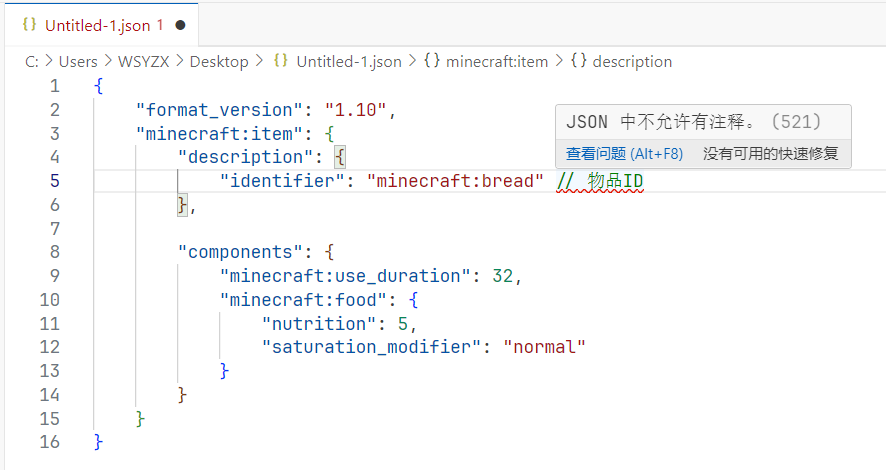 Untitled-1.json 1
C: > Users > WSYZX > Desktop > {} Untitled-1.json > {} minecraft:item > {} description
1 {
2 "format_version": "1.10",
3 "minecraft:item": {
4 "description": {
5 "identifier": "minecraft:bread" // 物品ID
6 },
7
8 "components": {
9 "minecraft:use_duration": 32,
10 "minecraft:food": {
11 "nutrition": 5,
12 "saturation_modifier": "normal"
13 }
14 }
15 }
16 }
JSON 中不允许有注释。 (521)
查看问题 (Alt+F8) 没有可用的快速修复